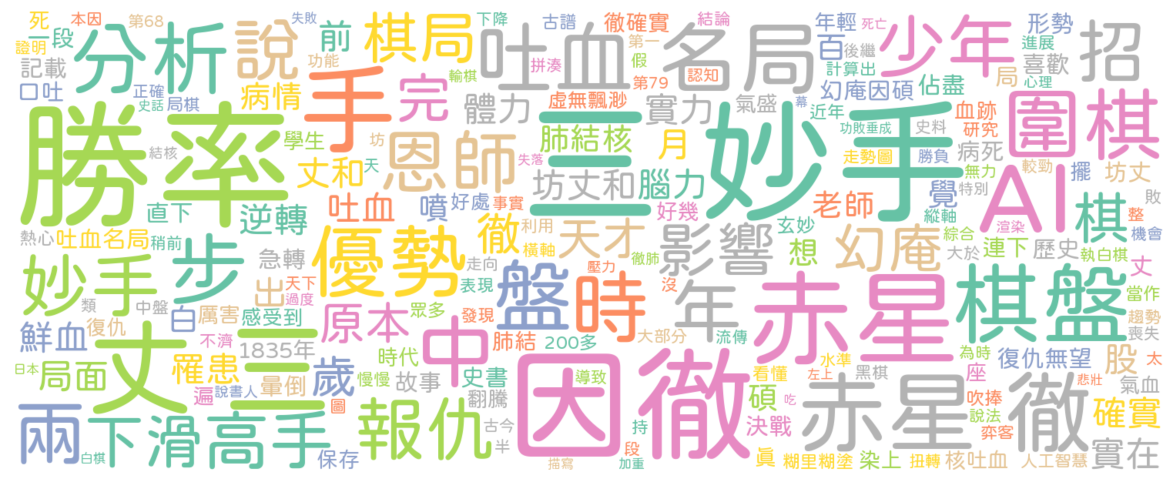 死 本因 第68 一段 證明 記載 口吐 分析 說 前 棋局 下降 失敗 功能 病情 正確 史話 局棋
吐血 古譜 拼湊 徹確實 第一 假 第79 認知 名局 結論 年輕 百 後繼 計算出 幻庵因碩 少年 死亡 形勢 進展 喜歡 局 心理 招
勝率 手 完 輸棋 體力 虛無飄渺 實力 氣盛 近年 佔盡 血跡 研究 圍棋
結核 學生 坊 丈和 天 恩師 三 肺結核 月 幕 功敗垂成 史料 走勢圖 勝負 病死 無力 較勁 擺 坊丈
妙手 失落 坊丈和 腦力 好幾 老師 覺 特別 AI 棋 敗 整 機會
直下 逆轉 吐血 噴 好處 事實 徹 利用 天才 影響 玄妙 想 縱軸 綜合 渲染 連下 歷史 執白棋 丈
熱心 吐血名局 稍前 優勢 橫軸 徹肺 幻庵 大於
妙手 步 急轉 走向 壓力 沒 年 赤星 棋盤 當作 趨勢 喪失
類 中盤 出 天下 過度 表現 盤 時 眾多 發現 大部分 流傳
鮮血 復仇 白 厲害 感受到 原本 中 肺結 200多
日本 局面 丈三 不濟 1835年 罹患 歲 時代 史書 因徹 導致 水準 左上 為時 座 復仇無望 股 太
遍 說書人 暈倒 慢慢 故事 翻騰 看懂 黑棋 碩 吃 赤星徹 吹捧 悲壯 氣血
兩 下滑 高手 圖 報仇 古今 持 決戰 說法 弈客 確實
白棋 保存 半 描寫 段 加重 真 糊里糊塗 染上 扭轉 核吐血 人工智慧 實在